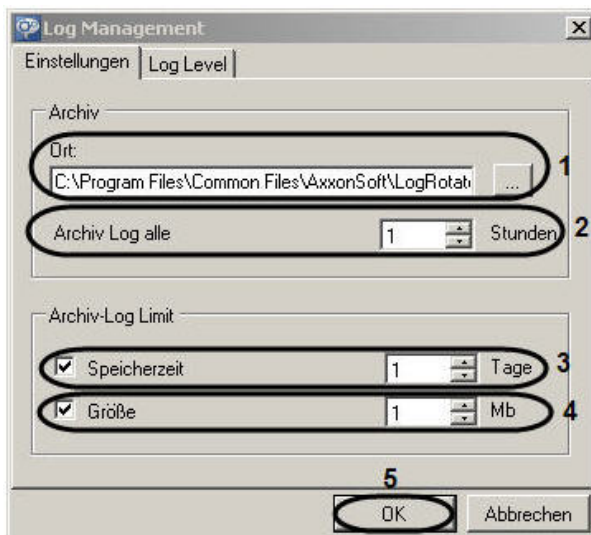 Log Management
Einstellungen Log Level
Archiv
Ort:
C:\Program Files\Common Files\AxxonSoft\LogRotat ... 1
Archiv Log alle 1 Stunden 2
Archiv-Log Limit
Speicherzeit 1 Tage 3
Größe 1 Mb 4
5
OK Abbrechen